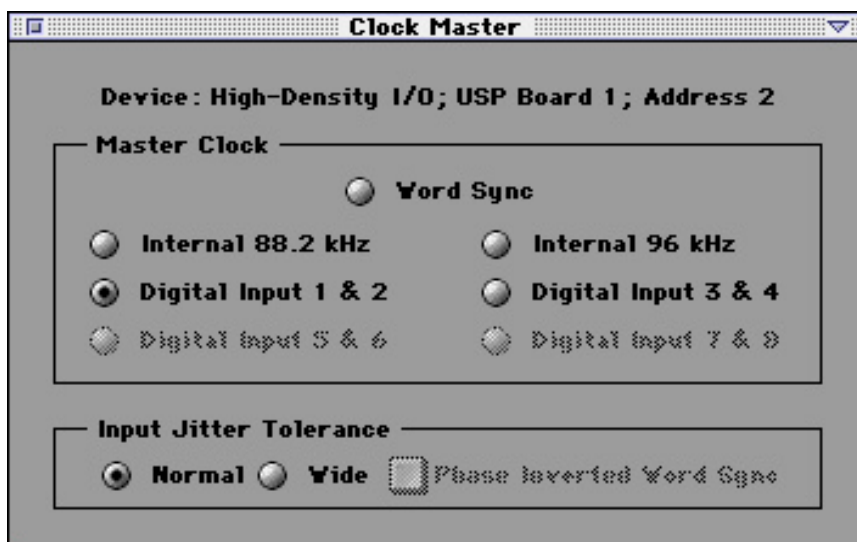 Clock Master
Device: High-Density I/O; USP Board 1; Address 2
Master Clock
Word Sync
Internal 88.2 kHz Internal 96 kHz
Digital Input 1 & 2 Digital Input 3 & 4
Digital Input 5 & 6 Digital Input 7 & 8
Input Jitter Tolerance
Normal Wide Phase Inverted Word Sync